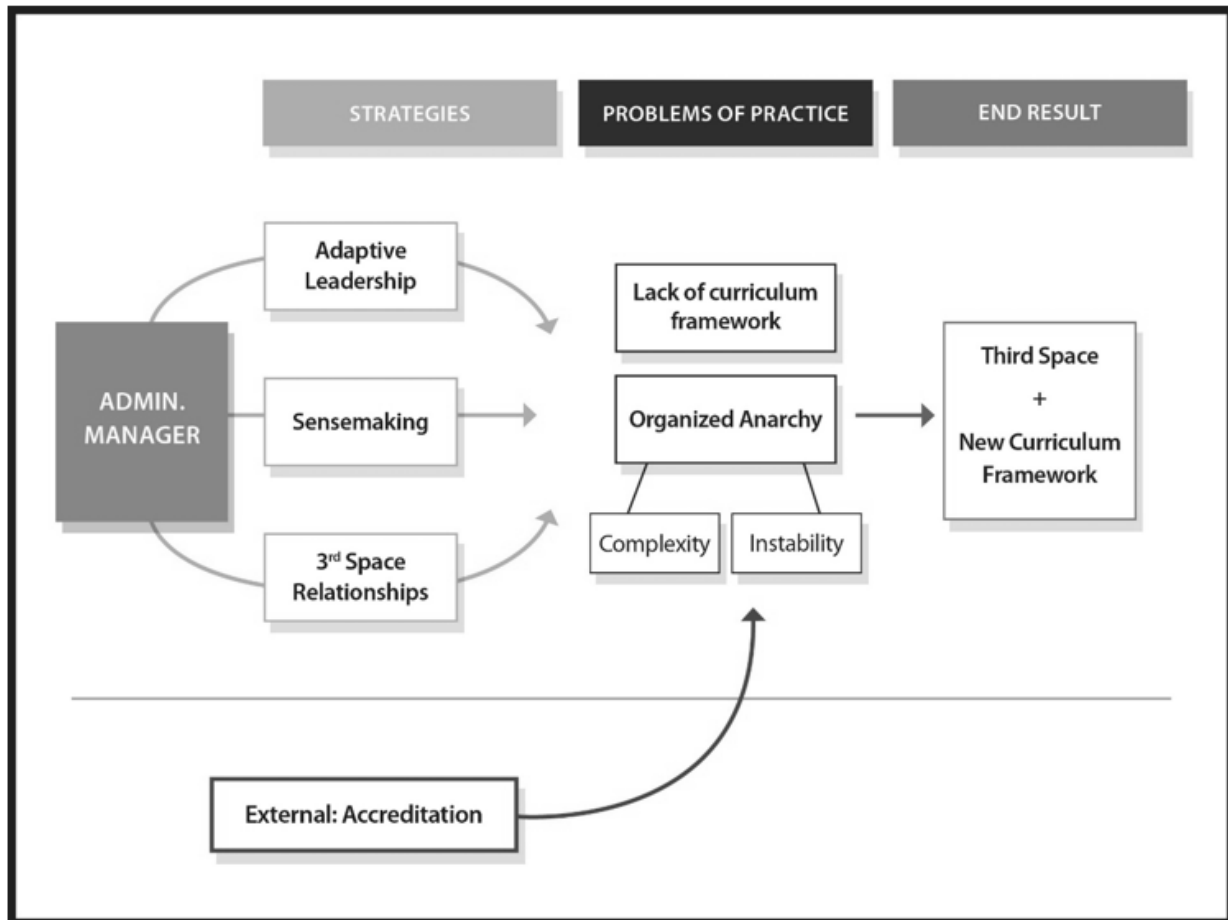 STRATEGIES
PROBLEMS OF PRACTICE
END RESULT
Adaptive
Leadership
Lack of curriculum
framework
ADMIN.
MANAGER
Sensemaking
Organized Anarchy
Third Space
+
New Curriculum
Framework
Complexity
Instability
3rd Space
Relationships
External: Accreditation